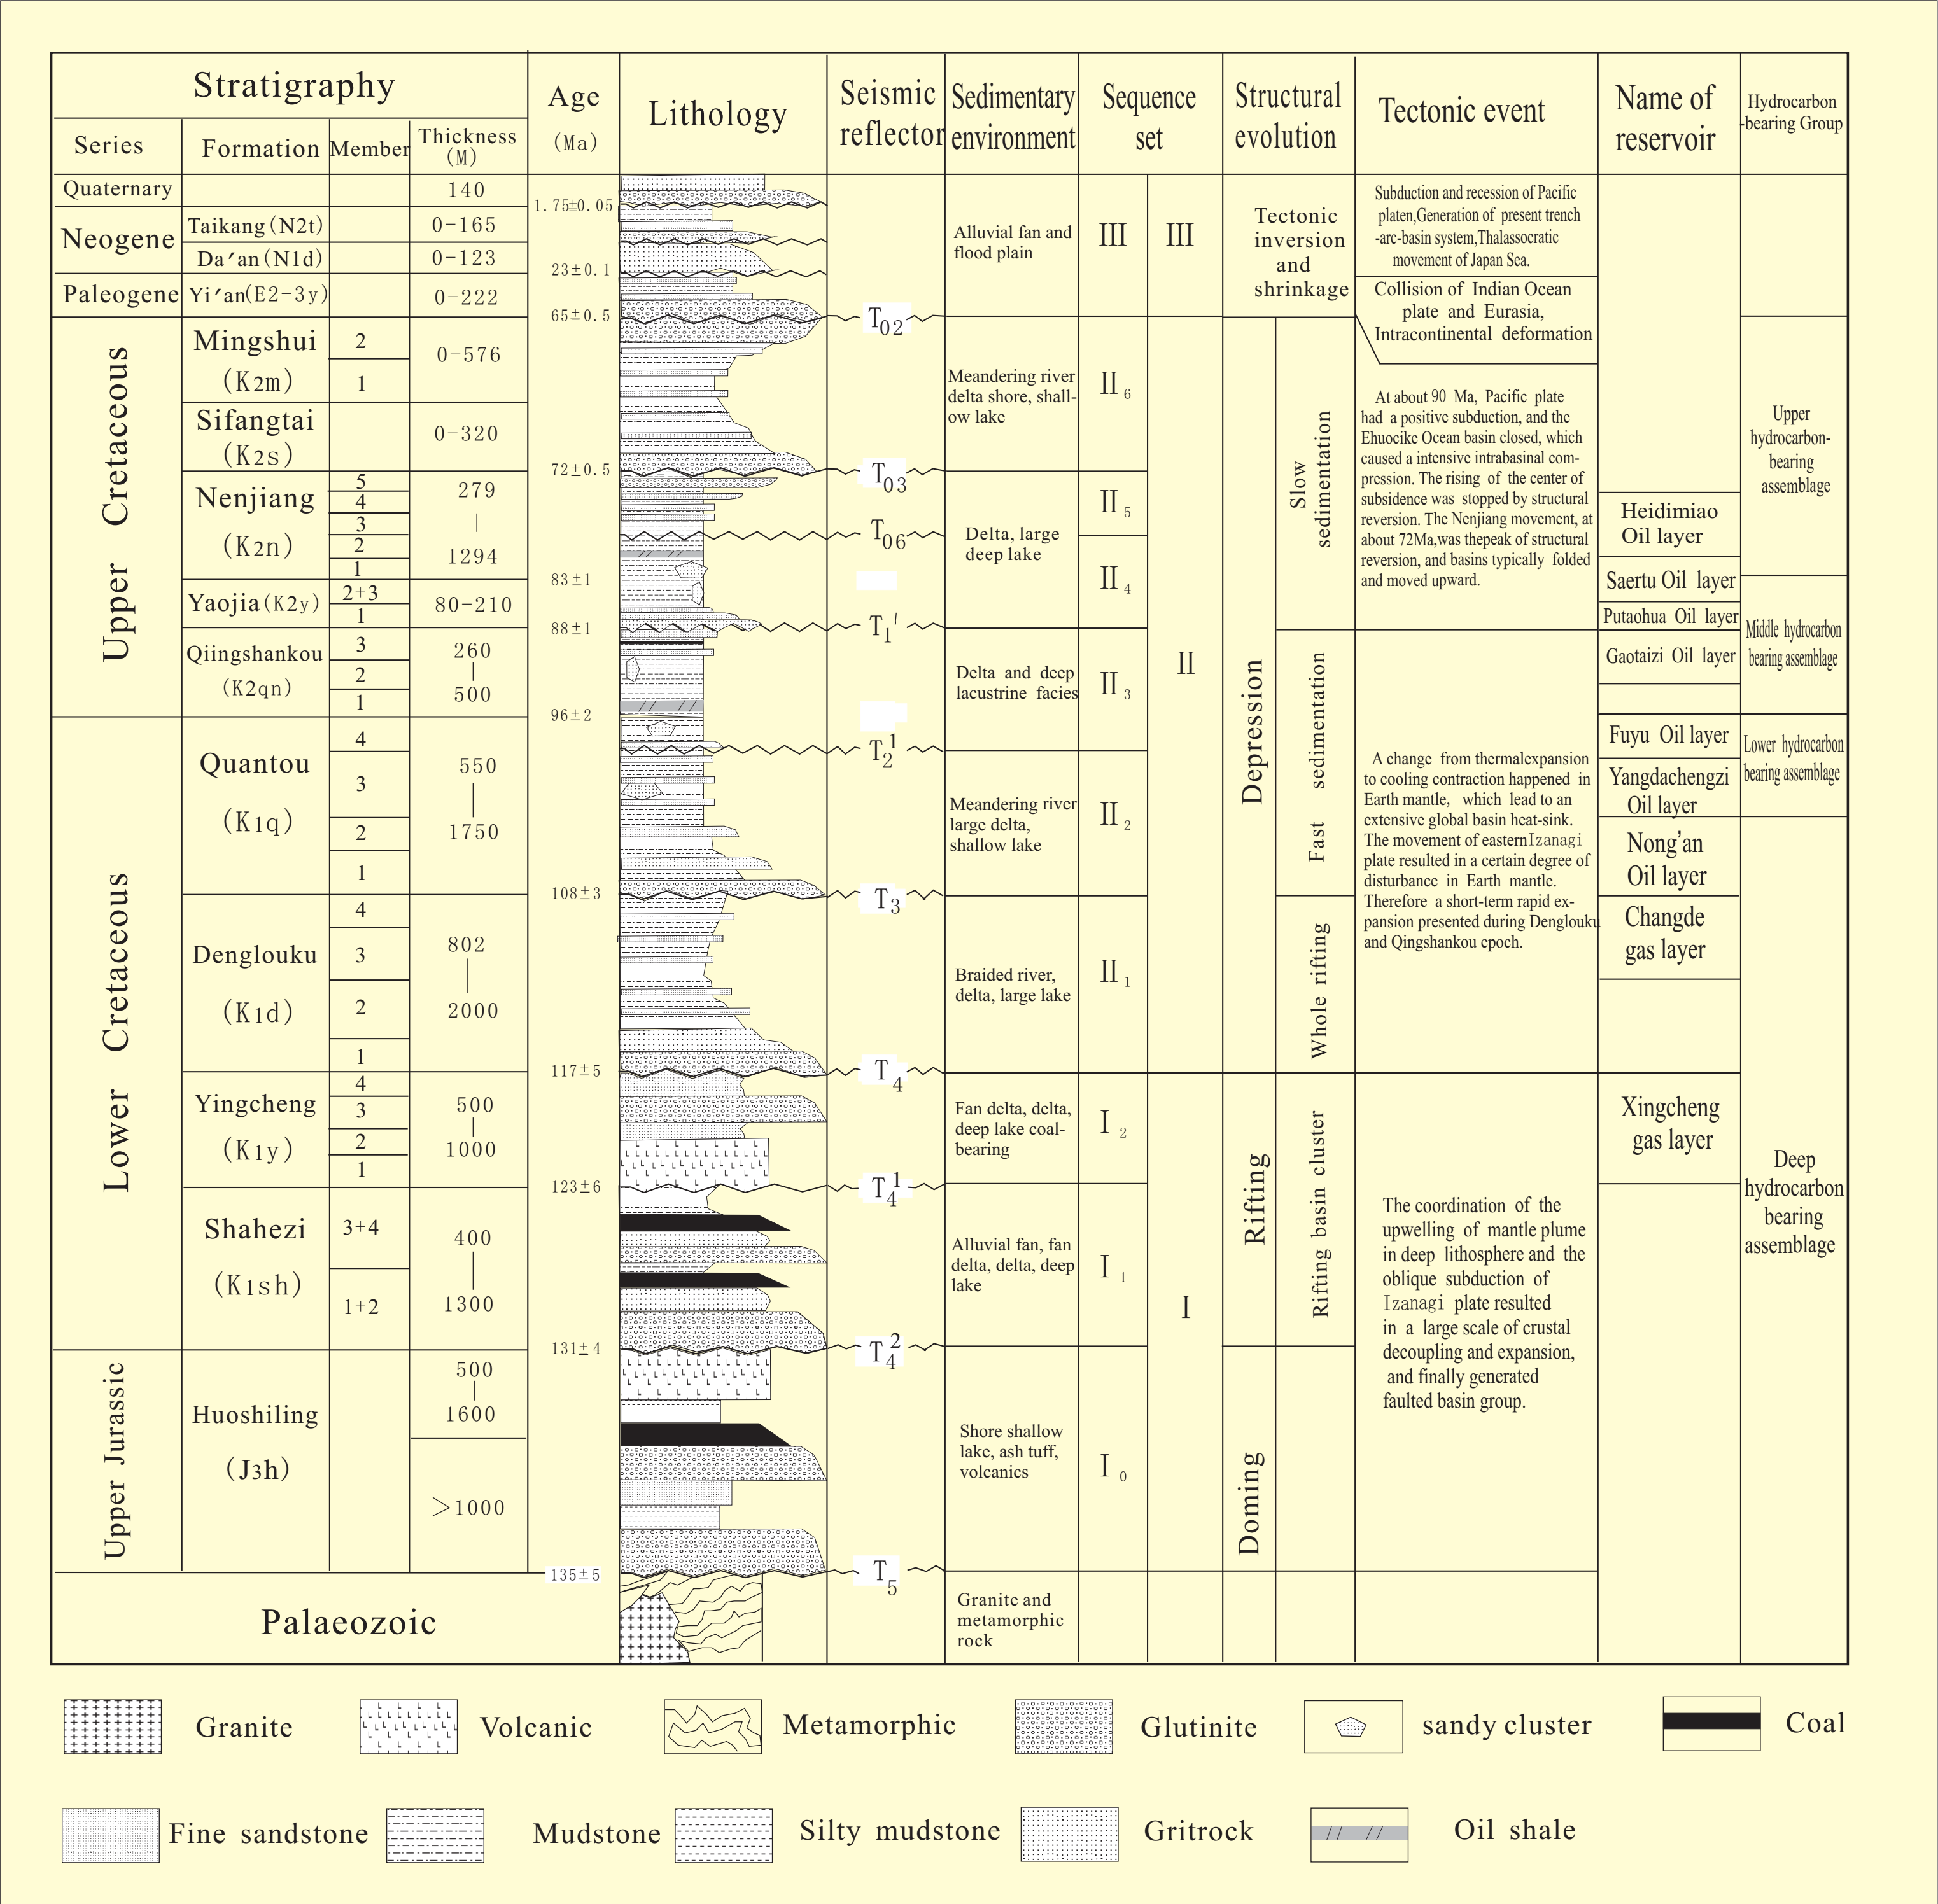 Stratigraphy
Series
Formation
Member
Thickness
(M)
Age
(Ma)
Lithology
Seismic
reflector
Sedimentary
environment
Sequence
set
Structural
evolution
Tectonic event
Name of
reservoir
Hydrocarbon
-bearing Group
Quaternary
140
Neogene
Taikang(N2t)
0-165
Da′an(N1d)
0-123
Paleogene
Yi′an(E2-3y)
0-222
Upper Cretaceous
Mingshui
(K2m)
2
1
0-576
Sifangtai
(K2s)
0-320
Nenjiang
(K2n)
5
4
3
2
1
279
1294
Yaojia(K2y)
2+3
1
80-210
Qiingshankou
(K2qn)
3
2
1
260
500
Lower Cretaceous
Quantou
(K1q)
4
3
2
1
550
1750
Denglouku
(K1d)
4
3
2
1
802
2000
Yingcheng
(K1y)
4
3
2
1
500
1000
Shahezi
(K1sh)
3+4
1+2
400
1300
Upper Jurassic
Huoshiling
(J3h)
500
1600
>1000
Palaeozoic
1.75±0.05
23±0.1
65±0.5
72±0.5
83±1
88±1
96±2
108±3
117±5
123±6
131±4
135±5
T02
T03
T06
T1′
T2 1
T3
T4
T4 1
T4 2
T5
Alluvial fan and
flood plain
Meandering river
delta shore, shall-
ow lake
Delta, large
deep lake
Delta and deep
lacustrine facies
Meandering river
large delta,
shallow lake
Braided river,
delta, large lake
Fan delta, delta,
deep lake coal-
bearing
Alluvial fan, fan
delta, delta, deep
lake
Shore shallow
lake, ash tuff,
volcanics
Granite and
metamorphic
rock
III
II 6
II 5
II 4
II 3
II 2
II 1
I 2
I 1
I 0
III
II
I
Tectonic
inversion
and
shrinkage
Depression
Slow
sedimentation
Fast sedimentation
Whole rifting
Rifting
Rifting basin cluster
Doming
Subduction and recession of Pacific
platen,Generation of present trench
-arc-basin system,Thalassocratic
movement of Japan Sea.
Collision of Indian Ocean
plate and Eurasia,
Intracontinental deformation
At about 90 Ma, Pacific plate
had a positive subduction, and the
Ehuocike Ocean basin closed, which
caused a intensive intrabasinal com-
pression. The rising of the center of
subsidence was stopped by structural
reversion. The Nenjiang movement, at
about 72Ma,was thepeak of structural
reversion, and basins typically folded
and moved upward.
A change from thermalexpansion
to cooling contraction happened in
Earth mantle, which lead to an
extensive global basin heat-sink.
The movement of easternIzanagi
plate resulted in a certain degree of
disturbance in Earth mantle.
Therefore a short-term rapid ex-
pansion presented during Denglouku
and Qingshankou epoch.
The coordination of the
upwelling of mantle plume
in deep lithosphere and the
oblique subduction of
Izanagi plate resulted
in a large scale of crustal
decoupling and expansion,
and finally generated
faulted basin group.
Heidimiao
Oil layer
Saertu Oil layer
Putaohua Oil layer
Gaotaizi Oil layer
Fuyu Oil layer
Yangdachengzi
Oil layer
Nong'an
Oil layer
Changde
gas layer
Xingcheng
gas layer
Upper
hydrocarbon-
bearing
assemblage
Middle hydrocarbon
bearing assemblage
Lower hydrocarbon
bearing assemblage
Deep
hydrocarbon
bearing
assemblage
Granite
Volcanic
Metamorphic
Glutinite
sandy cluster
Coal
Fine sandstone
Mudstone
Silty mudstone
Gritrock
Oil shale